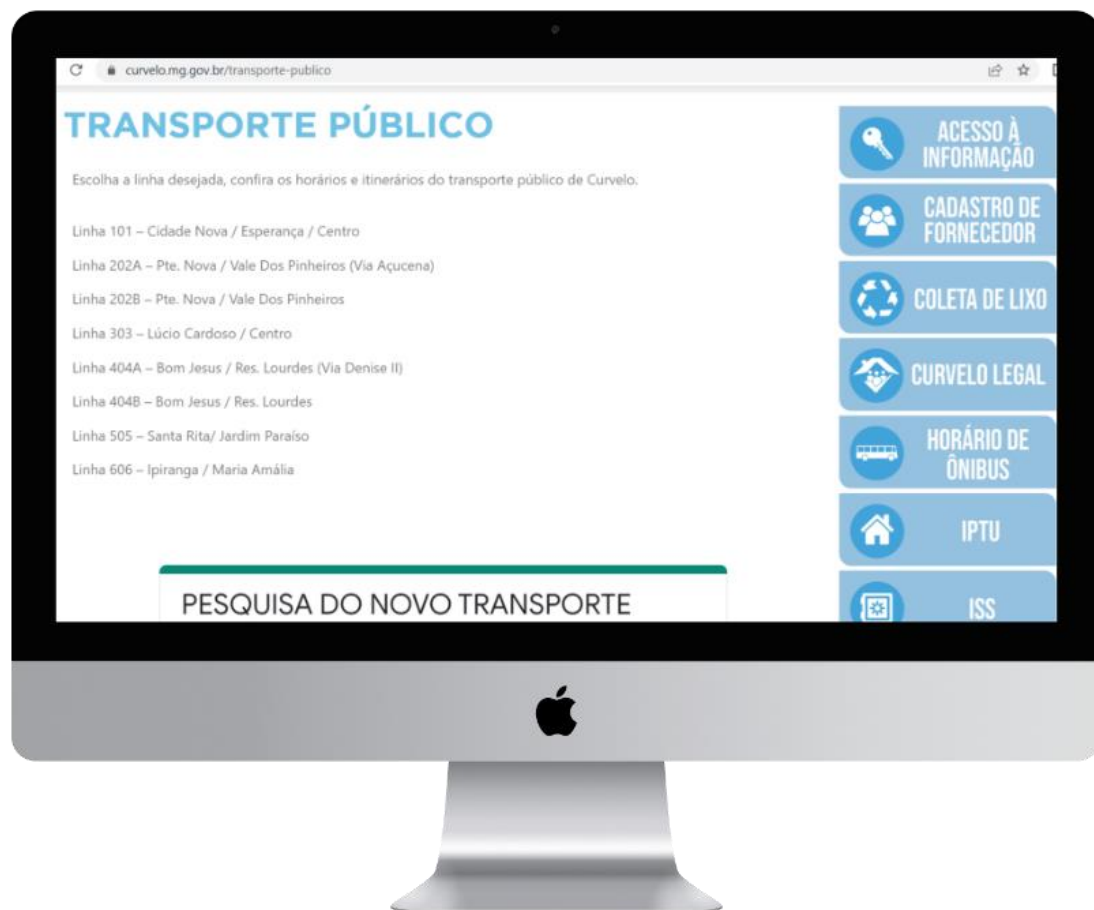 curvelo.mg.gov.br/transporte-publico
TRANSPORTE PÚBLICO
Escolha a linha desejada, confira os horários e itinerários do transporte público de Curvelo.
Linha 101 – Cidade Nova / Esperança / Centro
Linha 202A – Pte. Nova / Vale Dos Pinheiros (Via Açucena)
Linha 202B – Pte. Nova / Vale Dos Pinheiros
Linha 303 – Lúcio Cardoso / Centro
Linha 404A – Bom Jesus / Res. Lourdes (Via Denise II)
Linha 404B – Bom Jesus / Res. Lourdes
Linha 505 – Santa Rita/ Jardim Paraíso
Linha 606 – Ipiranga / Maria Amália
PESQUISA DO NOVO TRANSPORTE
ACESSO À
INFORMAÇÃO
CADASTRO DE
FORNECEDOR
COLETA DE LIXO
CURVELO LEGAL
HORÁRIO DE
ÔNIBUS
IPTU
ISS